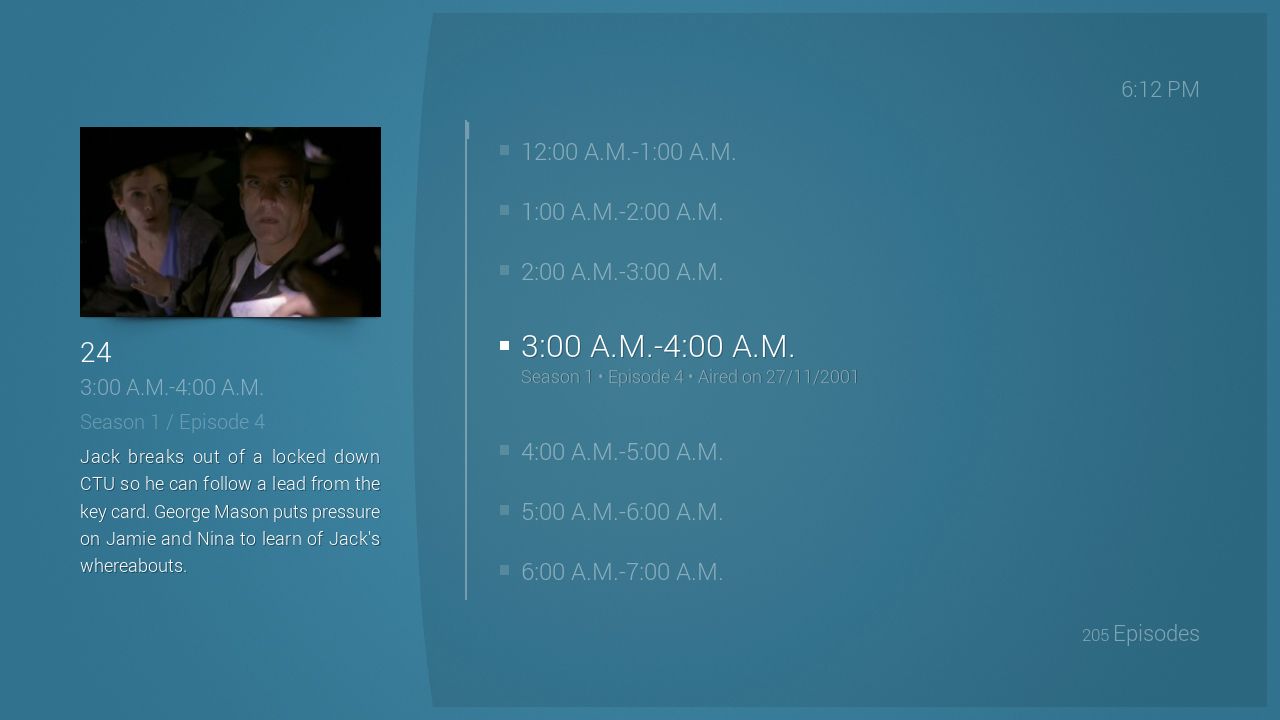 6:12 PM
24
3:00 A.M.-4:00 A.M.
Season 1 / Episode 4
Jack breaks out of a locked down
CTU so he can follow a lead from the
key card. George Mason puts pressure
on Jamie and Nina to learn of Jack's
whereabouts.
12:00 A.M.-1:00 A.M.
1:00 A.M.-2:00 A.M.
2:00 A.M.-3:00 A.M.
3:00 A.M.-4:00 A.M.
Season 1 • Episode 4 • Aired on 27/11/2001
4:00 A.M.-5:00 A.M.
5:00 A.M.-6:00 A.M.
6:00 A.M.-7:00 A.M.
205 Episodes